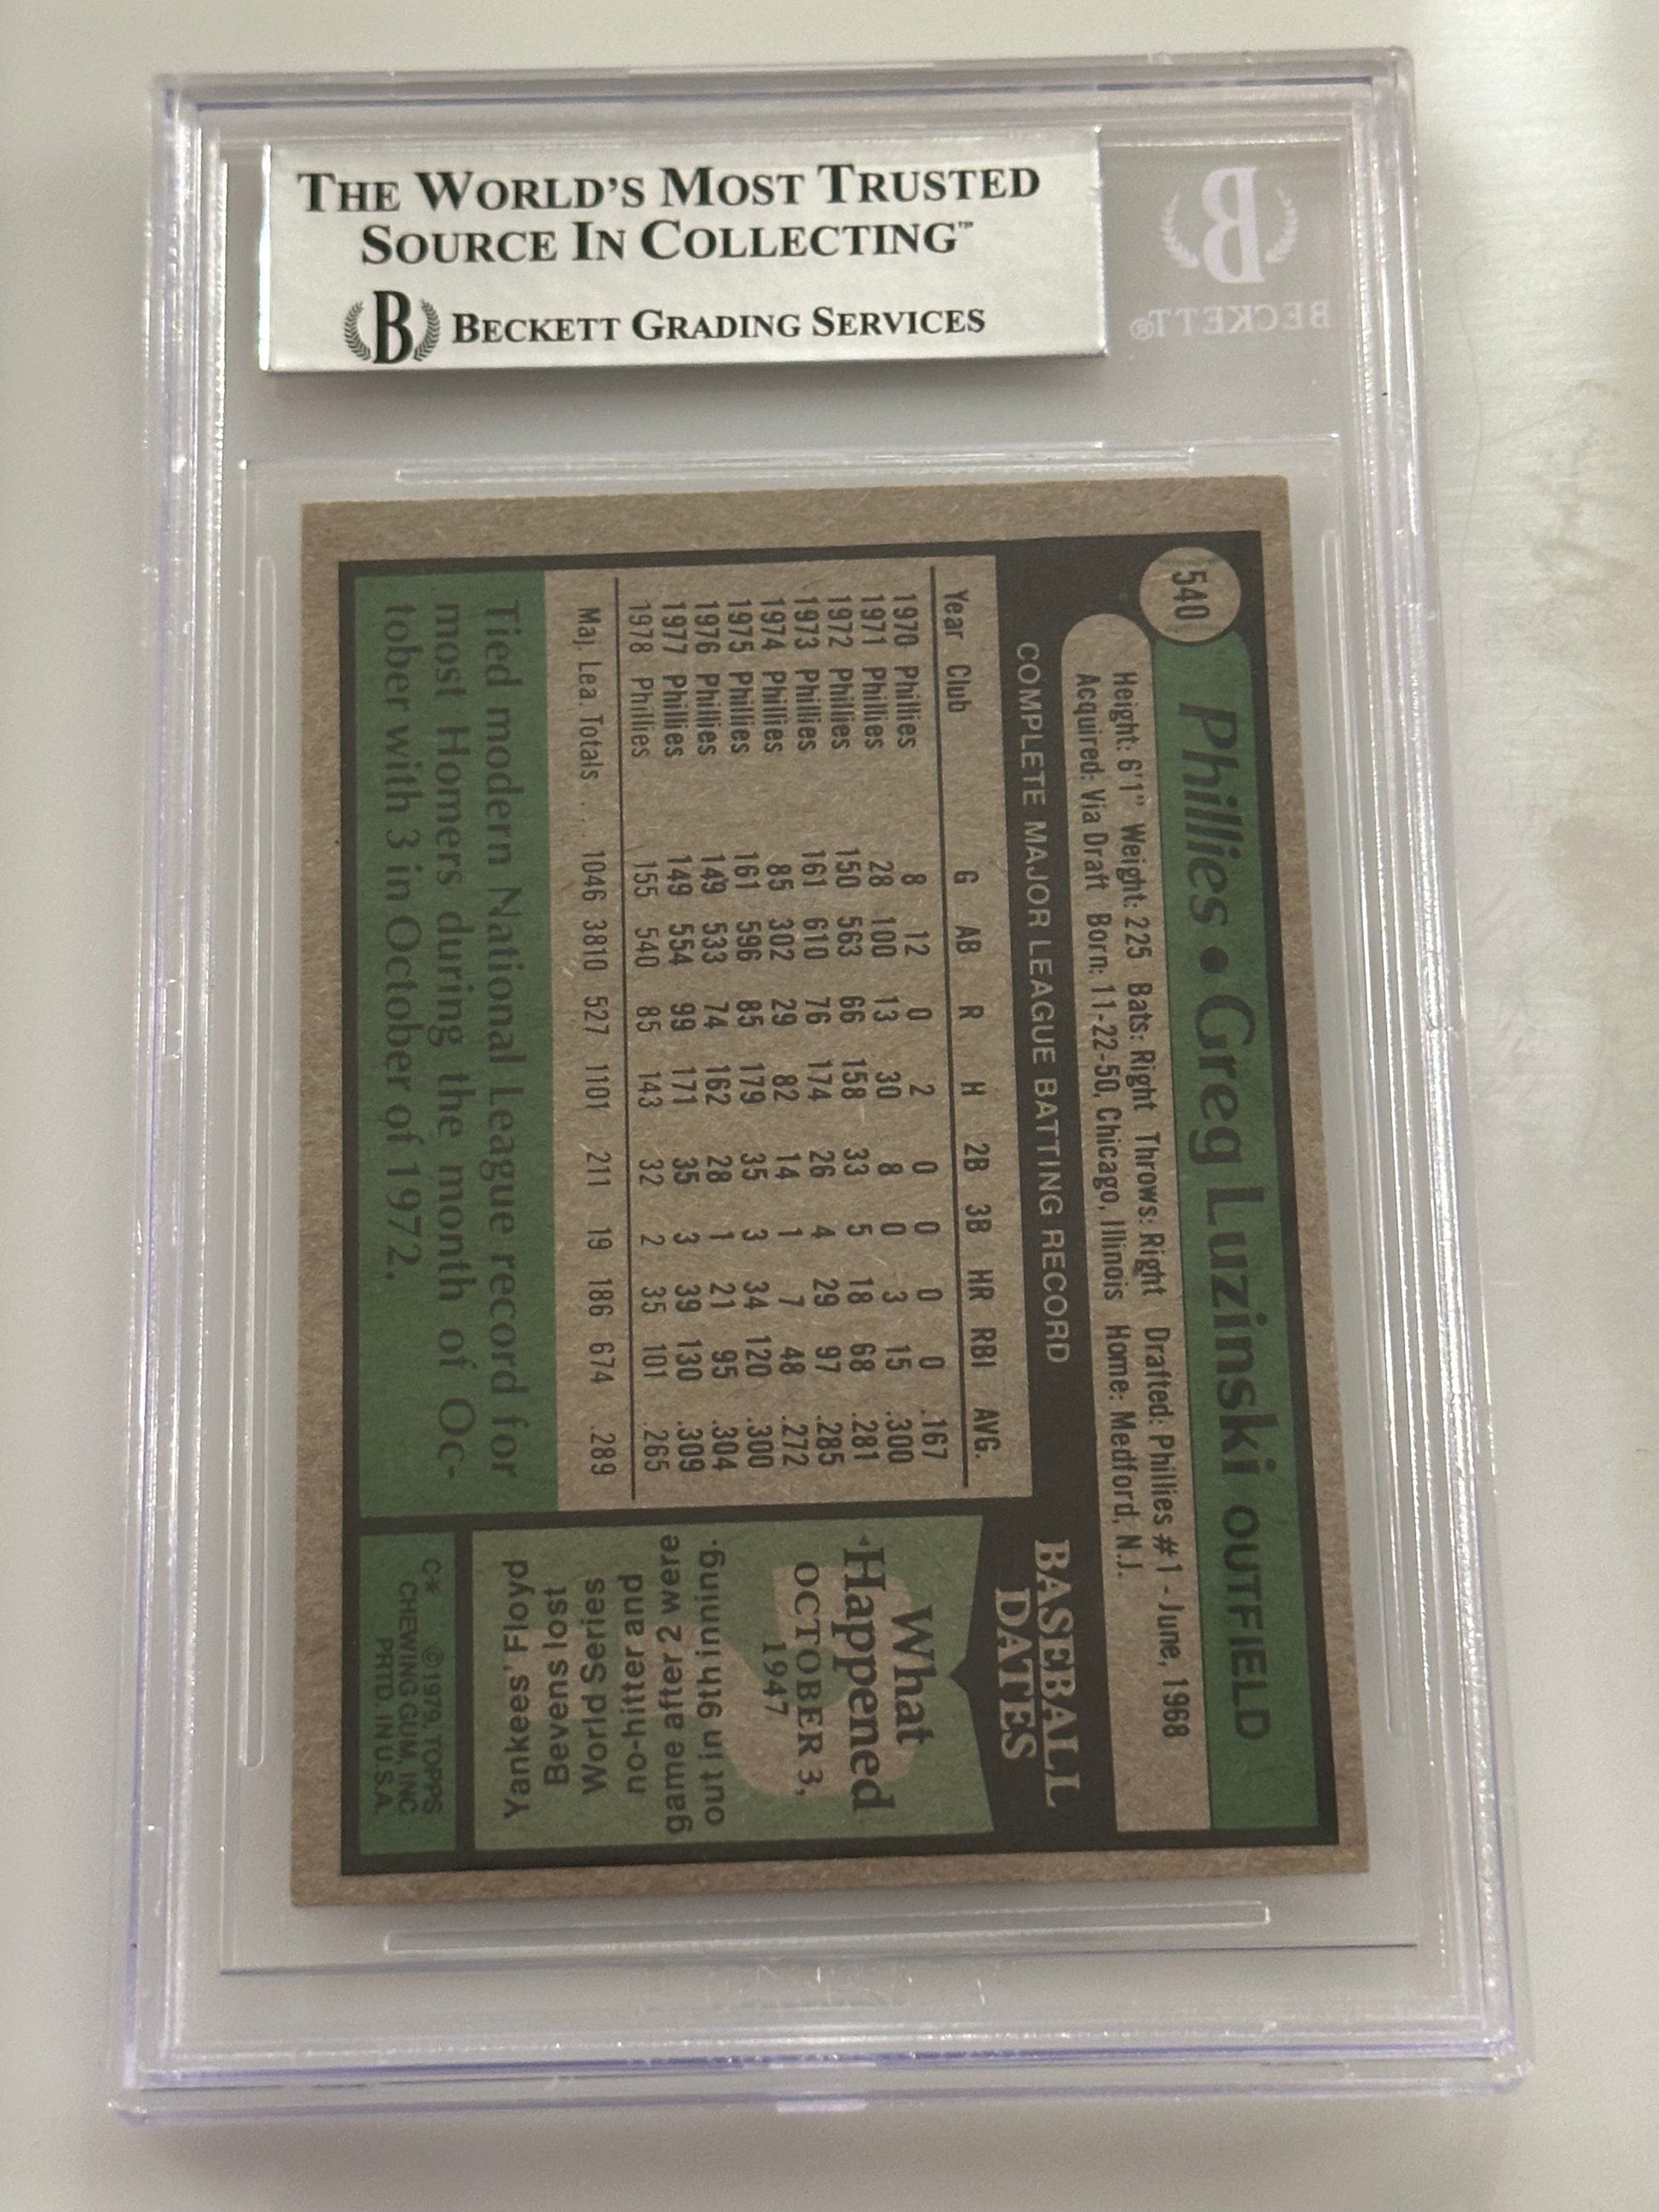 THE WORLD'S MOST TRUSTED
SOURCE IN COLLECTING™
B BECKETT GRADING SERVICES
B
BECKETT®
540
Phillies • Greg Luzinski OUTFIELD
Height: 6'1" Weight: 225 Bats: Right Throws: Right Drafted: Phillies #1 - June, 1968
Acquired: Via Draft Born: 11-22-50, Chicago, Illinois Home: Medford, N.J.
COMPLETE MAJOR LEAGUE BATTING RECORD
Year Club G AB R H 2B 3B HR RBI AVG.
1970 Phillies 8 12 0 2 0 0 0 0 .167
1971 Phillies 28 100 13 30 8 0 3 15 .300
1972 Phillies 150 563 66 158 33 5 18 68 .281
1973 Phillies 161 610 76 174 26 4 29 97 .285
1974 Phillies 85 302 29 82 14 1 7 48 .272
1975 Phillies 161 596 85 179 35 3 34 120 .300
1976 Phillies 149 533 74 162 28 1 21 95 .304
1977 Phillies 149 554 99 171 35 3 39 130 .309
1978 Phillies 155 540 85 143 32 2 35 101 .265
Maj. Lea. Totals . . 1046 3810 527 1101 211 19 186 674 .289
Tied modern National League record for
most Homers during the month of Oc-
tober with 3 in October of 1972.
BASEBALL
DATES
What
Happened
OCTOBER 3,
1947
Yankees' Floyd
Bevens lost
World Series
no-hitter and
game after 2 were
out in 9th inning.
C* © 1979, TOPPS
CHEWING GUM, INC.
PRTD. IN U.S.A.